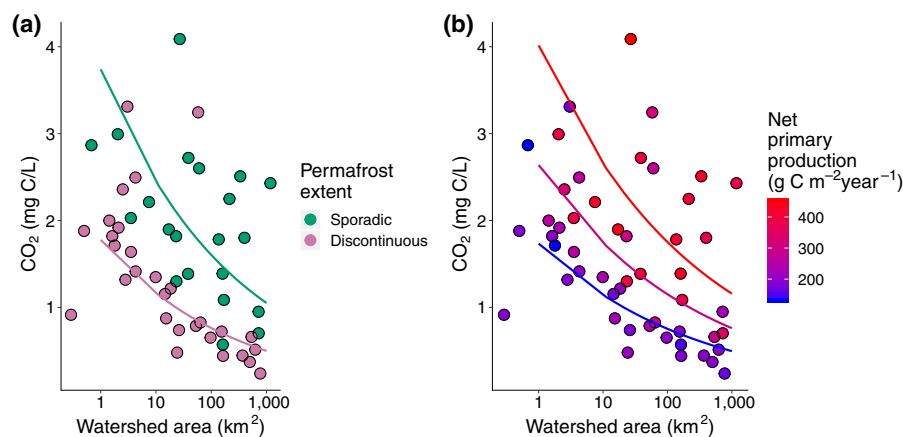 (a)
4
3
2
1
CO₂ (mg C/L)
1 10 100 1,000
Watershed area (km²)
Permafrost
extent
Sporadic
Discontinuous
(b)
4
3
2
1
CO₂ (mg C/L)
1 10 100 1,000
Watershed area (km²)
Net
primary
production
(g C m⁻²year⁻¹)
400
300
200